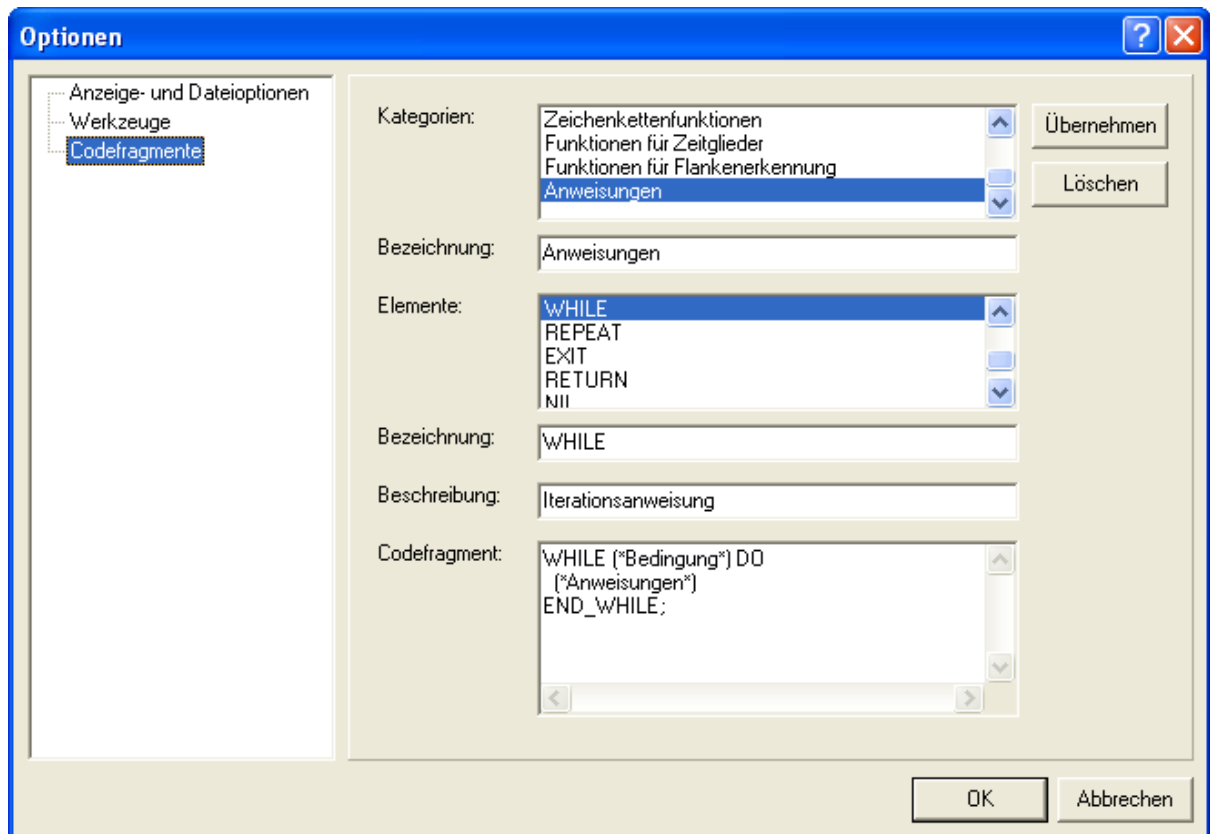 Optionen
Anzeige- und Dateioptionen
Werkzeuge
Codefragmente
Kategorien:
Zeichenkettenfunktionen
Funktionen für Zeitglieder
Funktionen für Flankenerkennung
Anweisungen
Übernehmen
Löschen
Bezeichnung:
Anweisungen
Elemente:
WHILE
REPEAT
EXIT
RETURN
NIL
Bezeichnung:
WHILE
Beschreibung:
Iterationsanweisung
Codefragment:
WHILE (*Bedingung*) DO
(*Anweisungen*)
END_WHILE;
OK
Abbrechen